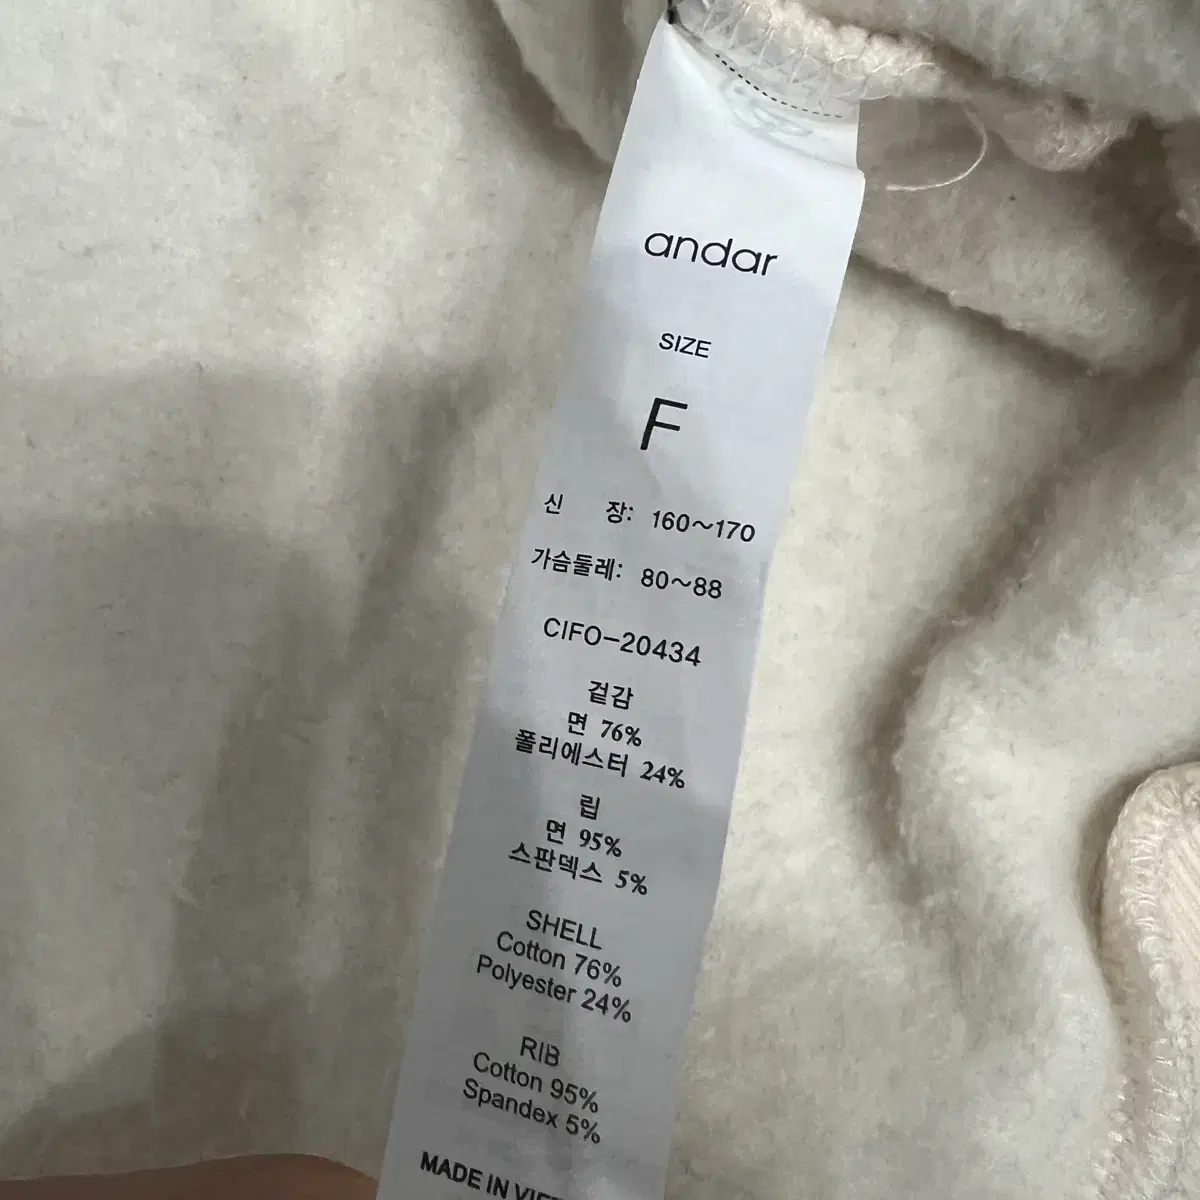 andar
SIZE
F
신 장: 160~170
가슴둘레: 80~88
CIFO-20434
겉감
면 76%
폴리에스터 24%
립
면 95%
스판덱스 5%
SHELL
Cotton 76%
Polyester 24%
RIB
Cotton 95%
Spandex 5%
MADE IN